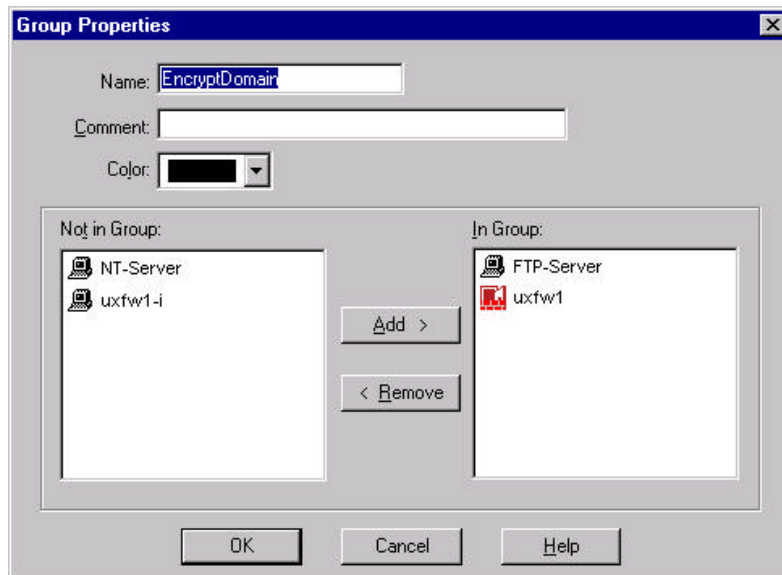 Group Properties
Name: EncryptDomain
Comment:
Color:
Not in Group:
NT-Server
uxfw1-i
Add >
< Remove
In Group:
FTP-Server
uxfw1
OK
Cancel
Help